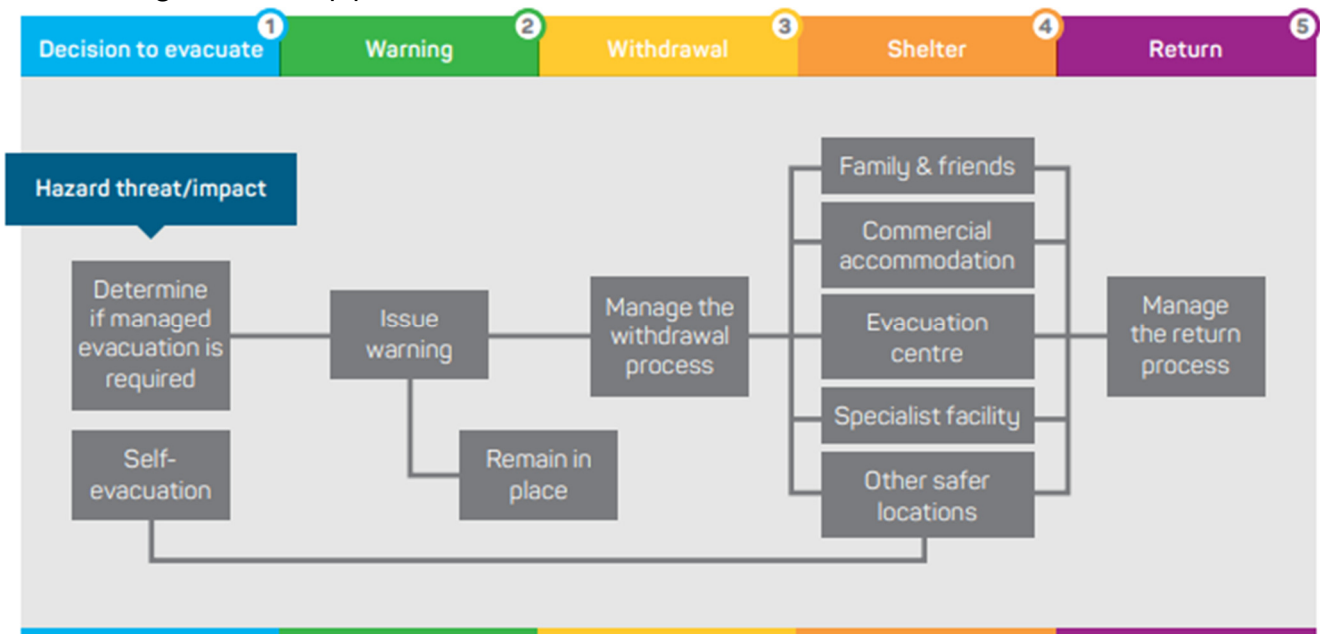 Decision to evacuate
1
Warning
2
Withdrawal
3
Shelter
4
Return
5
Hazard threat/impact
Determine
if managed
evacuation is
required
Self-
evacuation
Issue
warning
Remain in
place
Manage the
withdrawal
process
Family & friends
Commercial
accommodation
Evacuation
centre
Specialist facility
Other safer
locations
Manage
the return
process